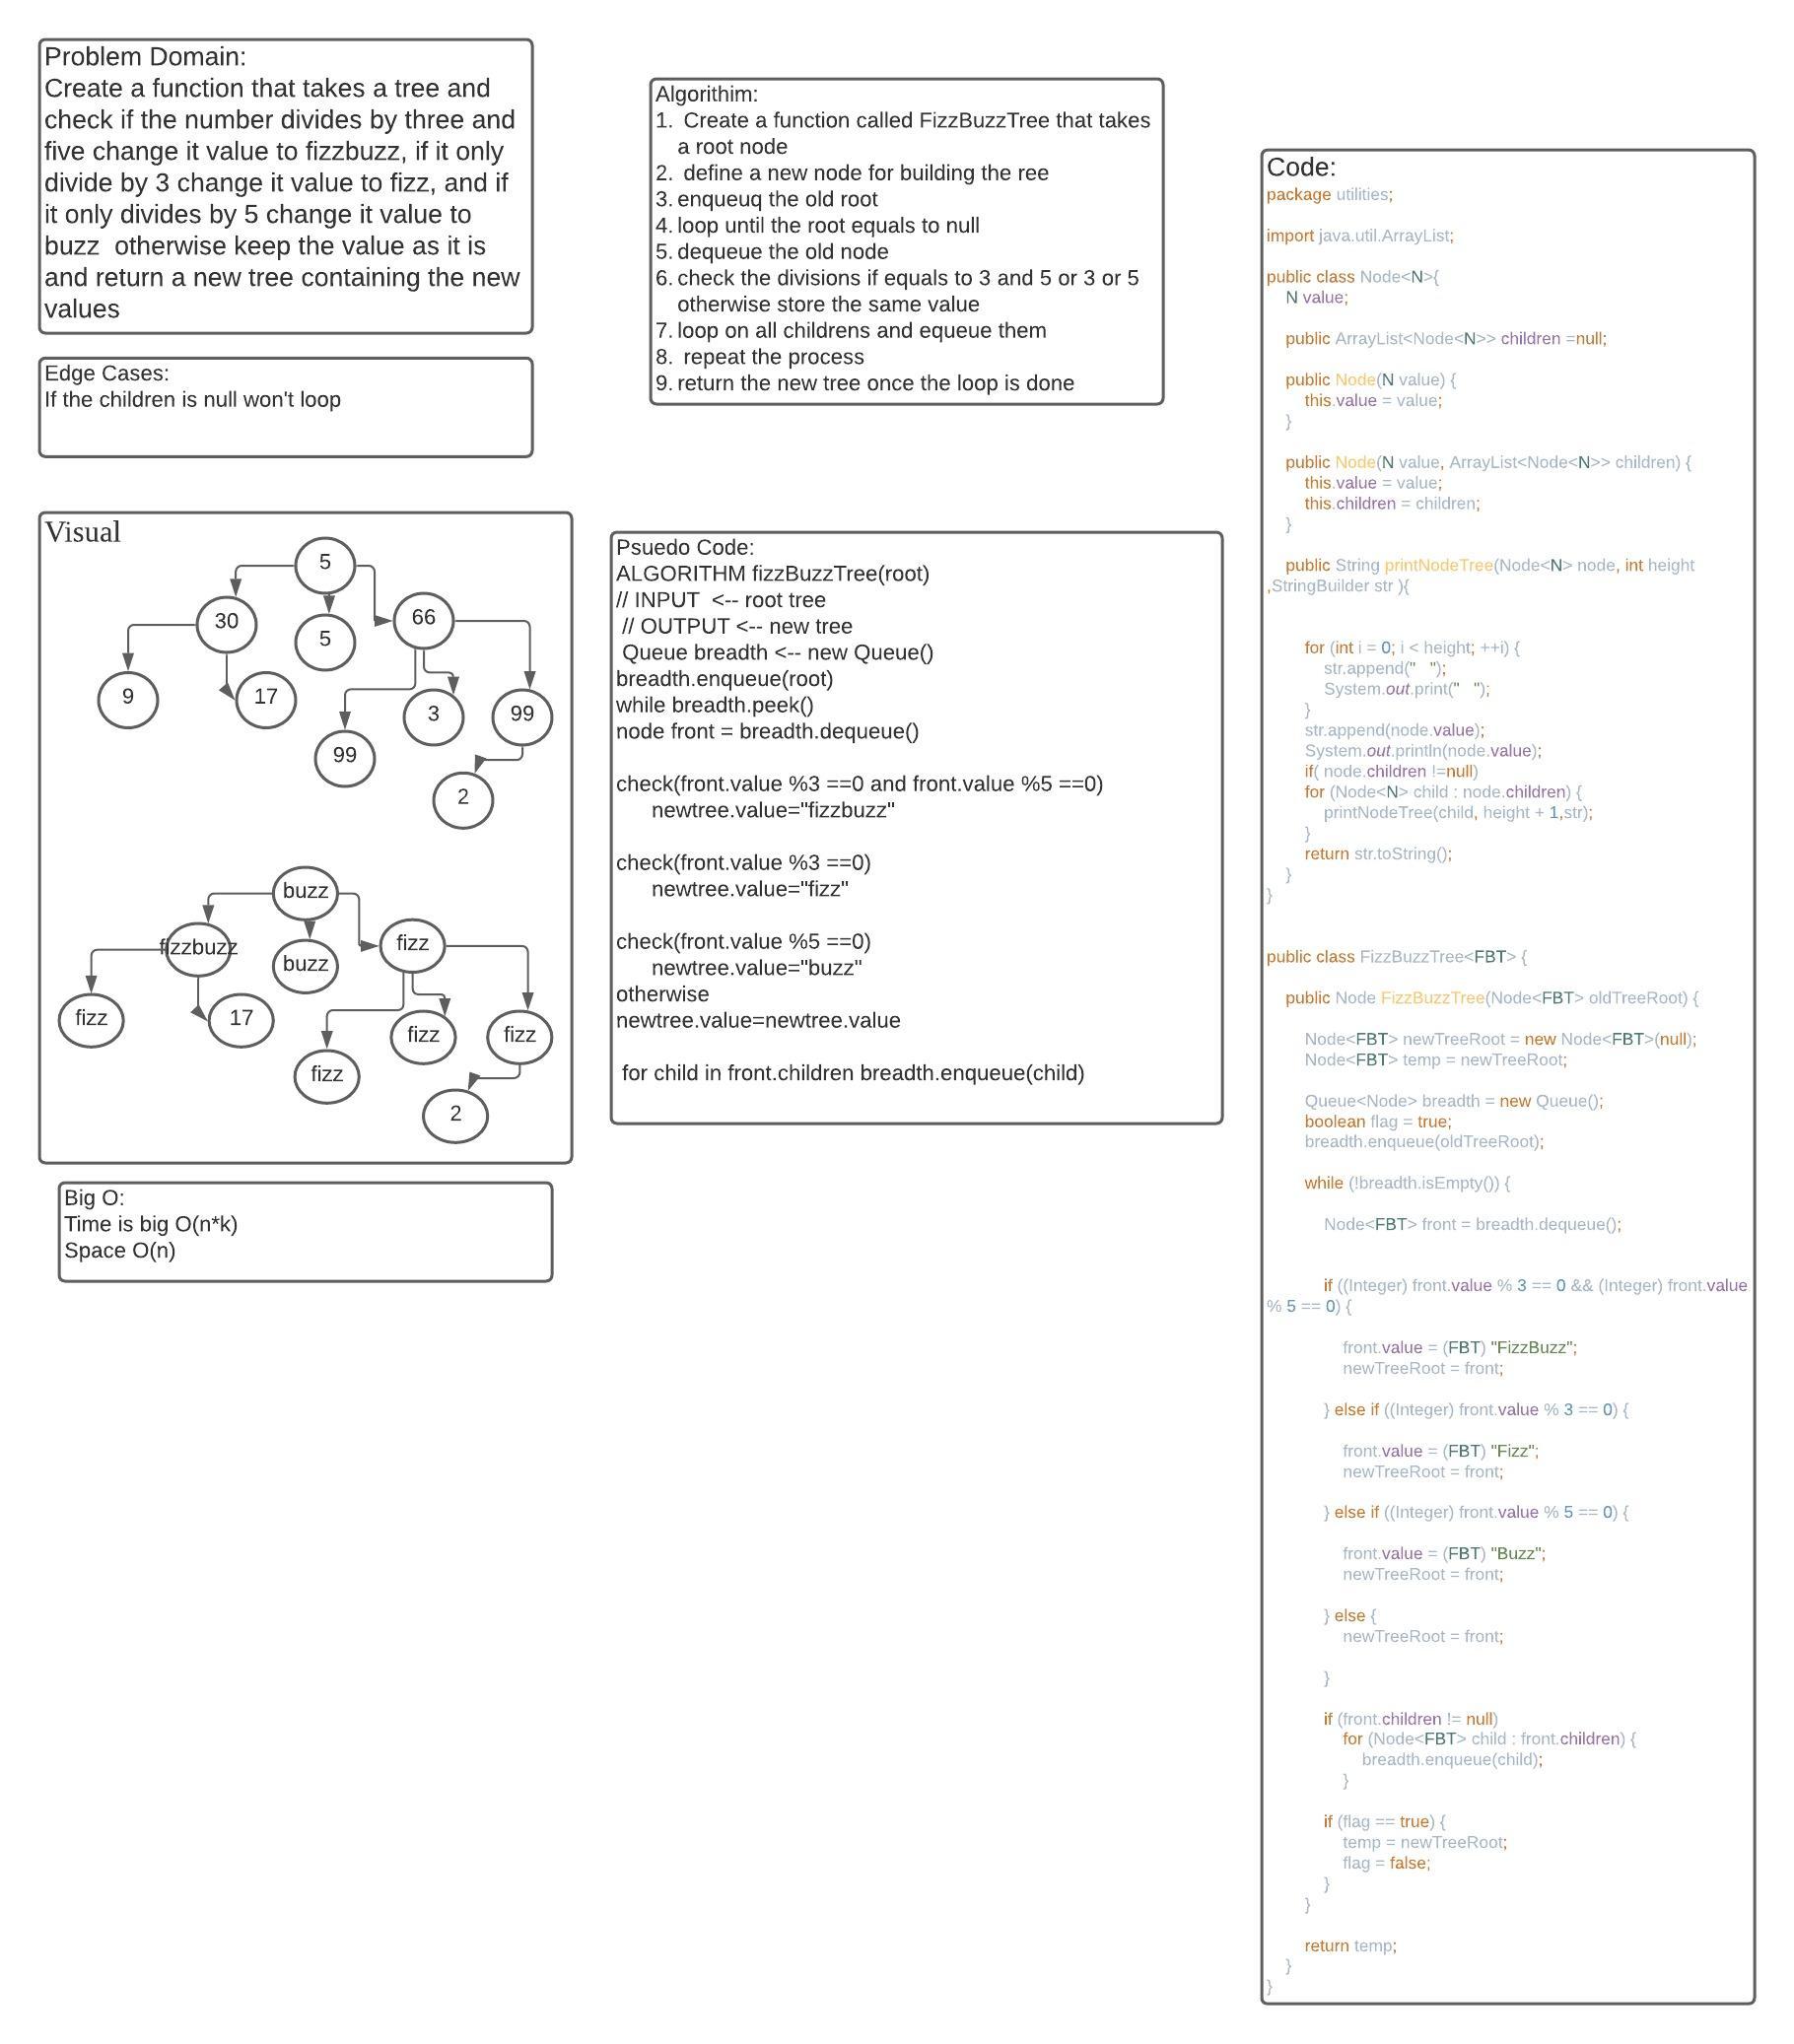 Problem Domain:
Create a function that takes a tree and
check if the number divides by three and
five change it value to fizzbuzz, if it only
divide by 3 change it value to fizz, and if
it only divides by 5 change it value to
buzz  otherwise keep the value as it is
and return a new tree containing the new
values
Edge Cases:
If the children is null won't loop
Visual
5
30
5
66
9
17
99
3
99
2
buzz
fizzbuzz
buzz
fizz
fizz
17
fizz
fizz
fizz
2
Big O:
Time is big O(n*k)
Space O(n)
Algorithim:
1.  Create a function called FizzBuzzTree that takes
a root node
2.  define a new node for building the ree
3. enqueuq the old root
4. loop until the root equals to null
5. dequeue the old node
6. check the divisions if equals to 3 and 5 or 3 or 5
otherwise store the same value
7. loop on all childrens and equeue them
8.  repeat the process
9. return the new tree once the loop is done
Psuedo Code:
ALGORITHM fizzBuzzTree(root)
// INPUT  <-- root tree
// OUTPUT <-- new tree
Queue breadth <-- new Queue()
breadth.enqueue(root)
while breadth.peek()
node front = breadth.dequeue()
check(front.value %3 ==0 and front.value %5 ==0)
newtree.value="fizzbuzz"
check(front.value %3 ==0)
newtree.value="fizz"
check(front.value %5 ==0)
newtree.value="buzz"
otherwise
newtree.value=newtree.value
for child in front.children breadth.enqueue(child)
Code:
package utilities;
import java.util.ArrayList;
public class Node<N>{
N value;
public ArrayList<Node<N>> children =null;
public Node(N value) {
this.value = value;
}
public Node(N value, ArrayList<Node<N>> children) {
this.value = value;
this.children = children;
}
public String printNodeTree(Node<N> node, int height
,StringBuilder str ){
for (int i = 0; i < height; ++i) {
str.append("   ");
System.out.print("   ");
}
str.append(node.value);
System.out.println(node.value);
if( node.children !=null)
for (Node<N> child : node.children) {
printNodeTree(child, height + 1,str);
}
return str.toString();
}
}
public class FizzBuzzTree<FBT> {
public Node FizzBuzzTree(Node<FBT> oldTreeRoot) {
Node<FBT> newTreeRoot = new Node<FBT>(null);
Node<FBT> temp = newTreeRoot;
Queue<Node> breadth = new Queue();
boolean flag = true;
breadth.enqueue(oldTreeRoot);
while (!breadth.isEmpty()) {
Node<FBT> front = breadth.dequeue();
if ((Integer) front.value % 3 == 0 && (Integer) front.value
% 5 == 0) {
front.value = (FBT) "FizzBuzz";
newTreeRoot = front;
} else if ((Integer) front.value % 3 == 0) {
front.value = (FBT) "Fizz";
newTreeRoot = front;
} else if ((Integer) front.value % 5 == 0) {
front.value = (FBT) "Buzz";
newTreeRoot = front;
} else {
newTreeRoot = front;
}
if (front.children != null)
for (Node<FBT> child : front.children) {
breadth.enqueue(child);
}
if (flag == true) {
temp = newTreeRoot;
flag = false;
}
}
return temp;
}
}